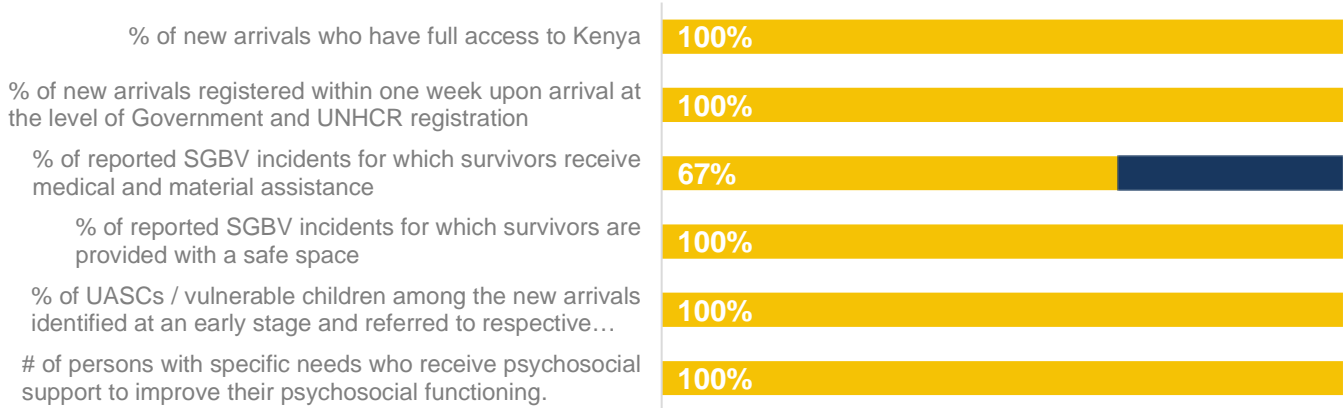 % of new arrivals who have full access to Kenya
100%
% of new arrivals registered within one week upon arrival at
the level of Government and UNHCR registration
100%
% of reported SGBV incidents for which survivors receive
medical and material assistance
67%
% of reported SGBV incidents for which survivors are
provided with a safe space
100%
% of UASCs / vulnerable children among the new arrivals
identified at an early stage and referred to respective…
100%
# of persons with specific needs who receive psychosocial
support to improve their psychosocial functioning.
100%